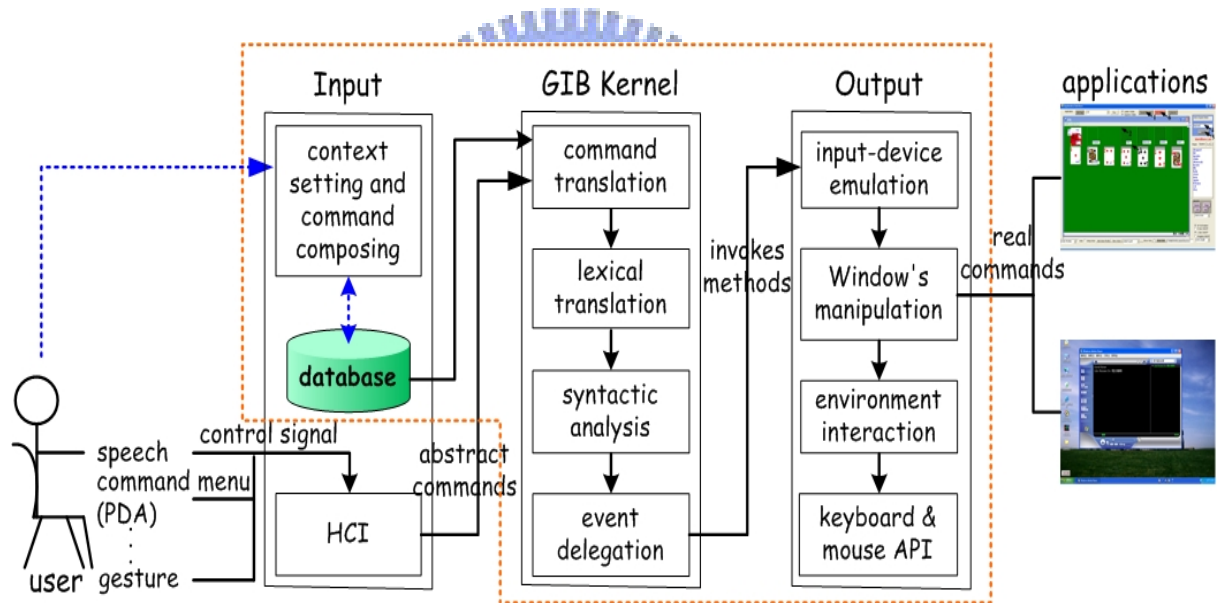 Input
GIB Kernel
Output
applications
context
setting and
command
composing
database
HCI
command
translation
lexical
translation
syntactic
analysis
event
delegation
input-device
emulation
Window's
manipulation
environment
interaction
keyboard &
mouse API
invokes
methods
real
commands
control signal
abstract
commands
speech
command menu
(PDA)
gesture
user